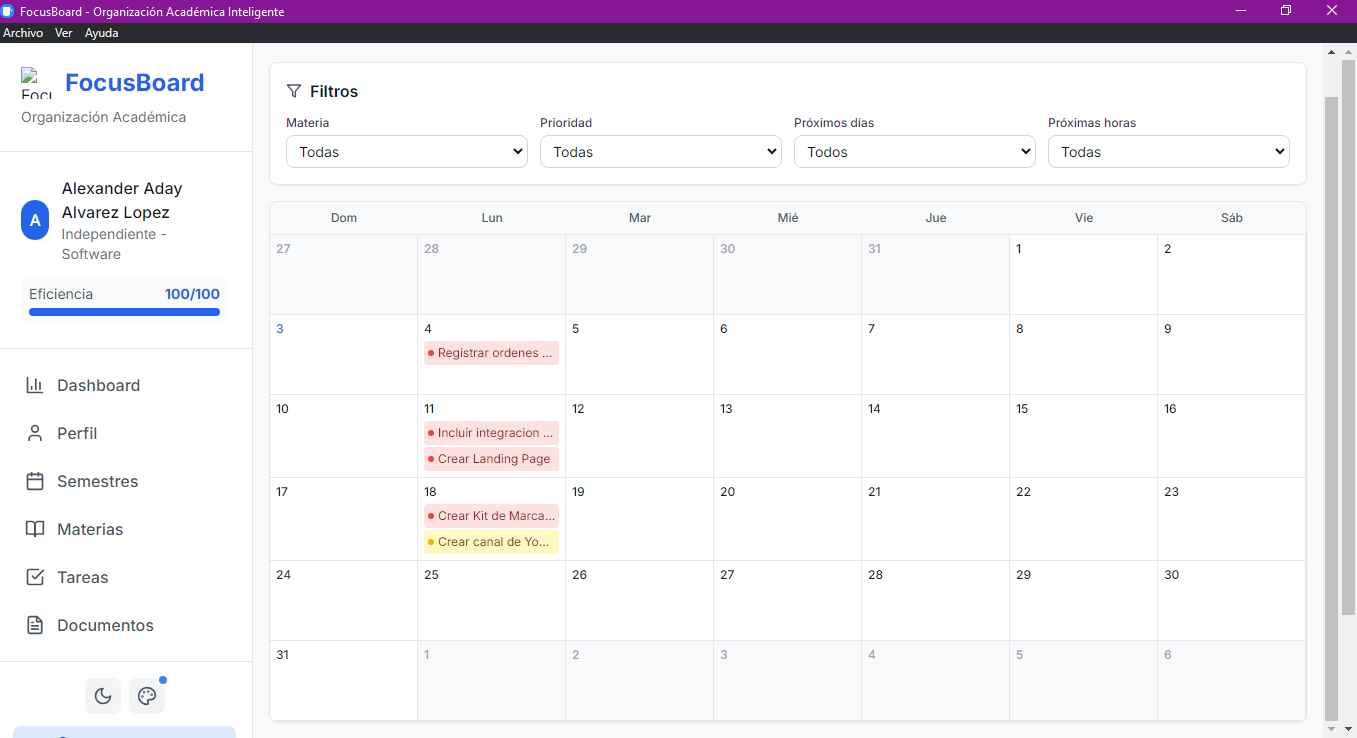 FocusBoard - Organización Académica Inteligente
Archivo Ver Ayuda
FocusBoard
Organización Académica
Alexander Aday
Alvarez Lopez
Independiente -
Software
Eficiencia 100/100
Dashboard
Perfil
Semestres
Materias
Tareas
Documentos
Filtros
Materia Prioridad Próximos días Próximas horas
Todas Todas Todos Todas
Dom Lun Mar Mié Jue Vie Sáb
27 28 29 30 31 1 2
3 4 5 6 7 8 9
Registrar ordenes ...
10 11 12 13 14 15 16
Incluir integracion ...
Crear Landing Page
17 18 19 20 21 22 23
Crear Kit de Marca...
Crear canal de Yo...
24 25 26 27 28 29 30
31 1 2 3 4 5 6